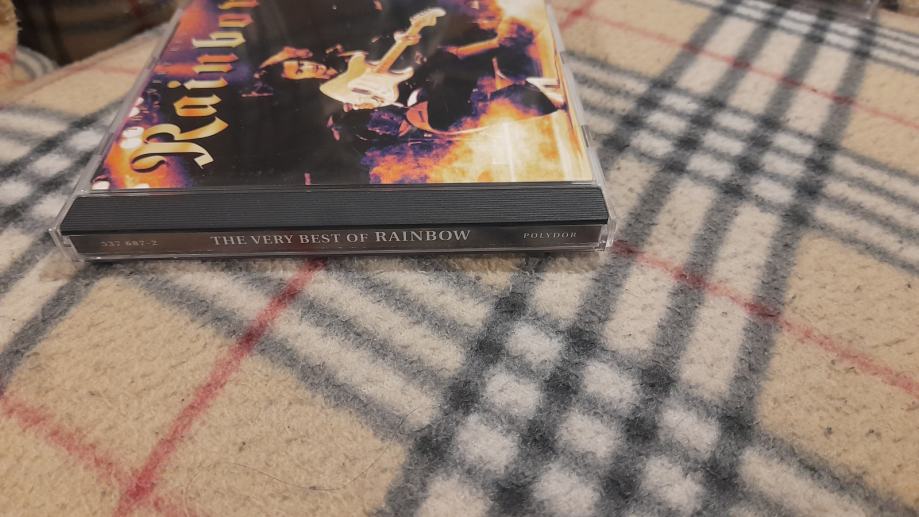 Rainbow
537 687-2 THE VERY BEST OF RAINBOW POLYDOR